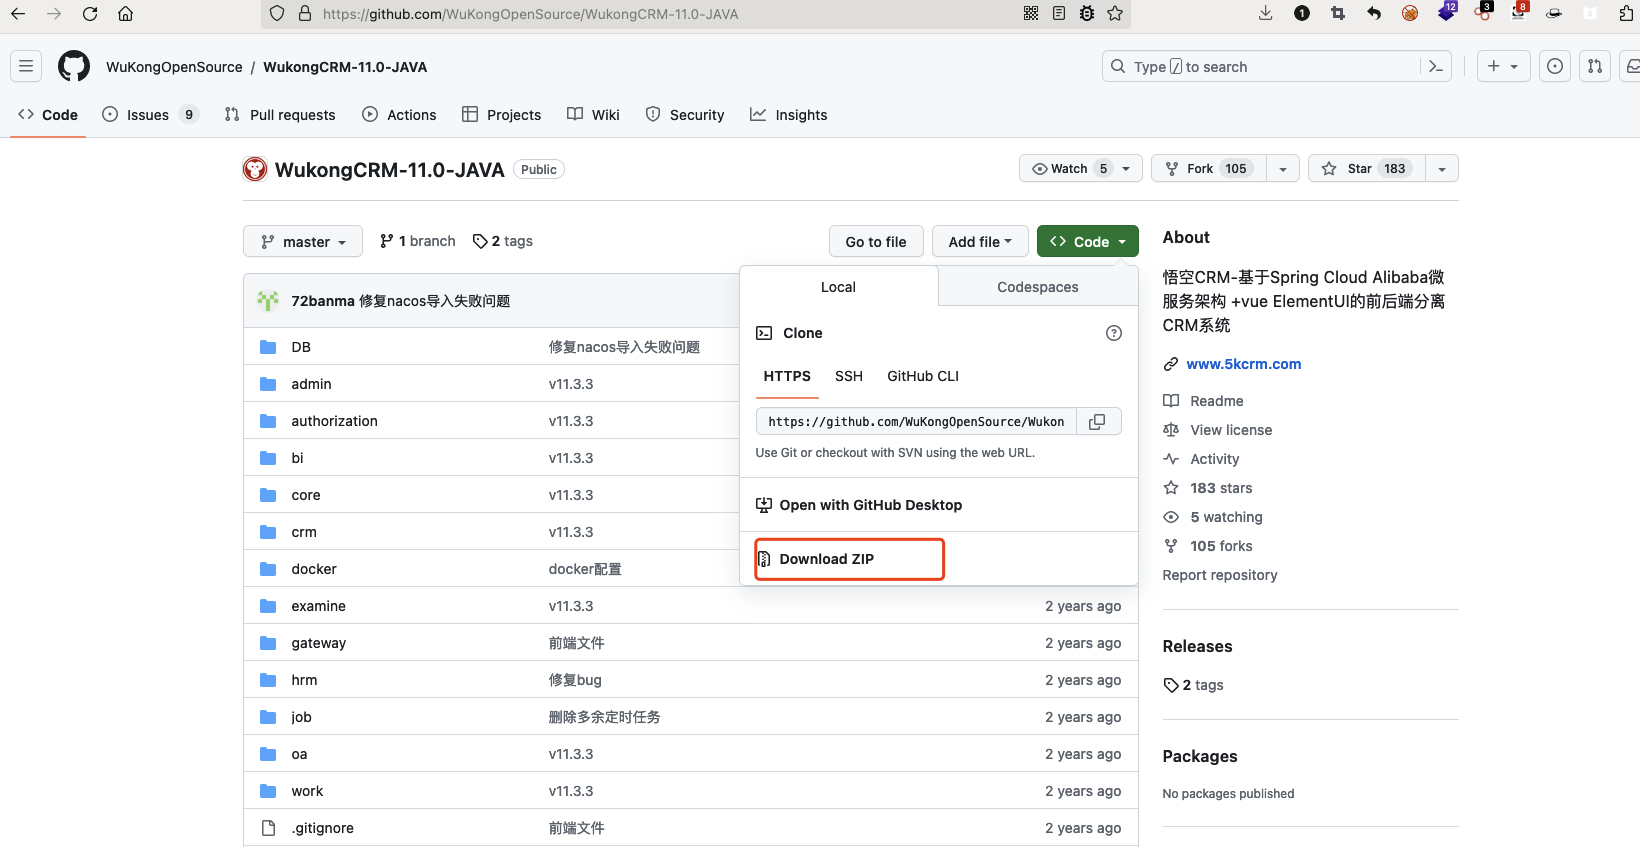 https://github.com/WuKongOpenSource/WukongCRM-11.0-JAVA
1
12
3
8
WuKongOpenSource / WukongCRM-11.0-JAVA
Type / to search
Code
Issues 9
Pull requests
Actions
Projects
Wiki
Security
Insights
WukongCRM-11.0-JAVA Public
Watch 5
Fork 105
Star 183
master
1 branch
2 tags
Go to file
Add file
Code
Local
Codespaces
Clone
HTTPS
SSH
GitHub CLI
https://github.com/WuKongOpenSource/Wukon
Use Git or checkout with SVN using the web URL.
Open with GitHub Desktop
Download ZIP
72banma 修复nacos导入失败问题
DB 修复nacos导入失败问题
admin v11.3.3
authorization v11.3.3
bi v11.3.3
core v11.3.3
crm v11.3.3
docker docker配置
examine v11.3.3 2 years ago
gateway 前端文件 2 years ago
hrm 修复bug 2 years ago
job 删除多余定时任务 2 years ago
oa v11.3.3 2 years ago
work v11.3.3 2 years ago
.gitignore 前端文件 2 years ago
About
悟空CRM-基于Spring Cloud Alibaba微
服务架构 +vue ElementUI的前后端分离
CRM系统
www.5kcrm.com
Readme
View license
Activity
183 stars
5 watching
105 forks
Report repository
Releases
2 tags
Packages
No packages published